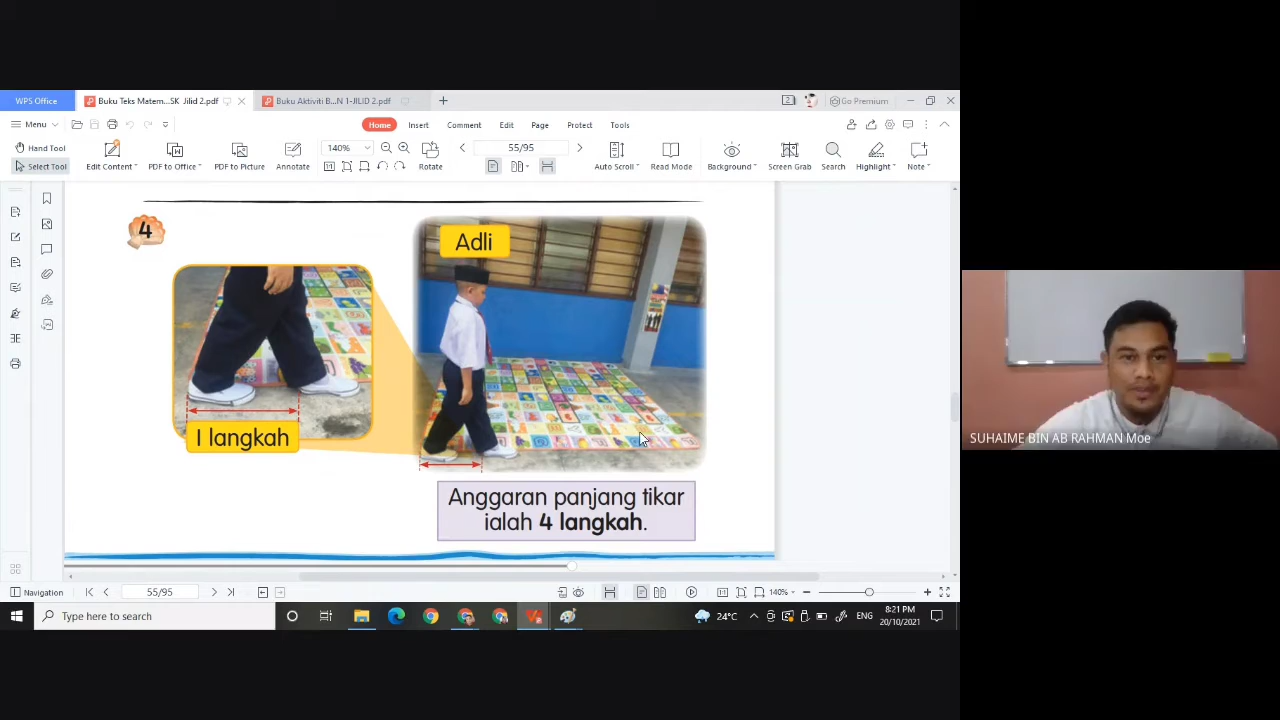 WPS Office
Buku Teks Matem...SK Jilid 2.pdf
Buku Aktiviti B...N 1-JILID 2.pdf
2
Go Premium
Menu
Home
Insert
Comment
Edit
Page
Protect
Tools
Hand Tool
Select Tool
Edit Content
PDF to Office
PDF to Picture
Annotate
140%
Rotate
55/95
Auto Scroll
Read Mode
Background
Screen Grab
Search
Highlight
Note
4
Adli
1 langkah
Anggaran panjang tikar
ialah 4 langkah.
SUHAIME BIN AB RAHMAN Moe
Navigation
55/95
140%
Type here to search
24°C
ENG
8:21 PM
20/10/2021